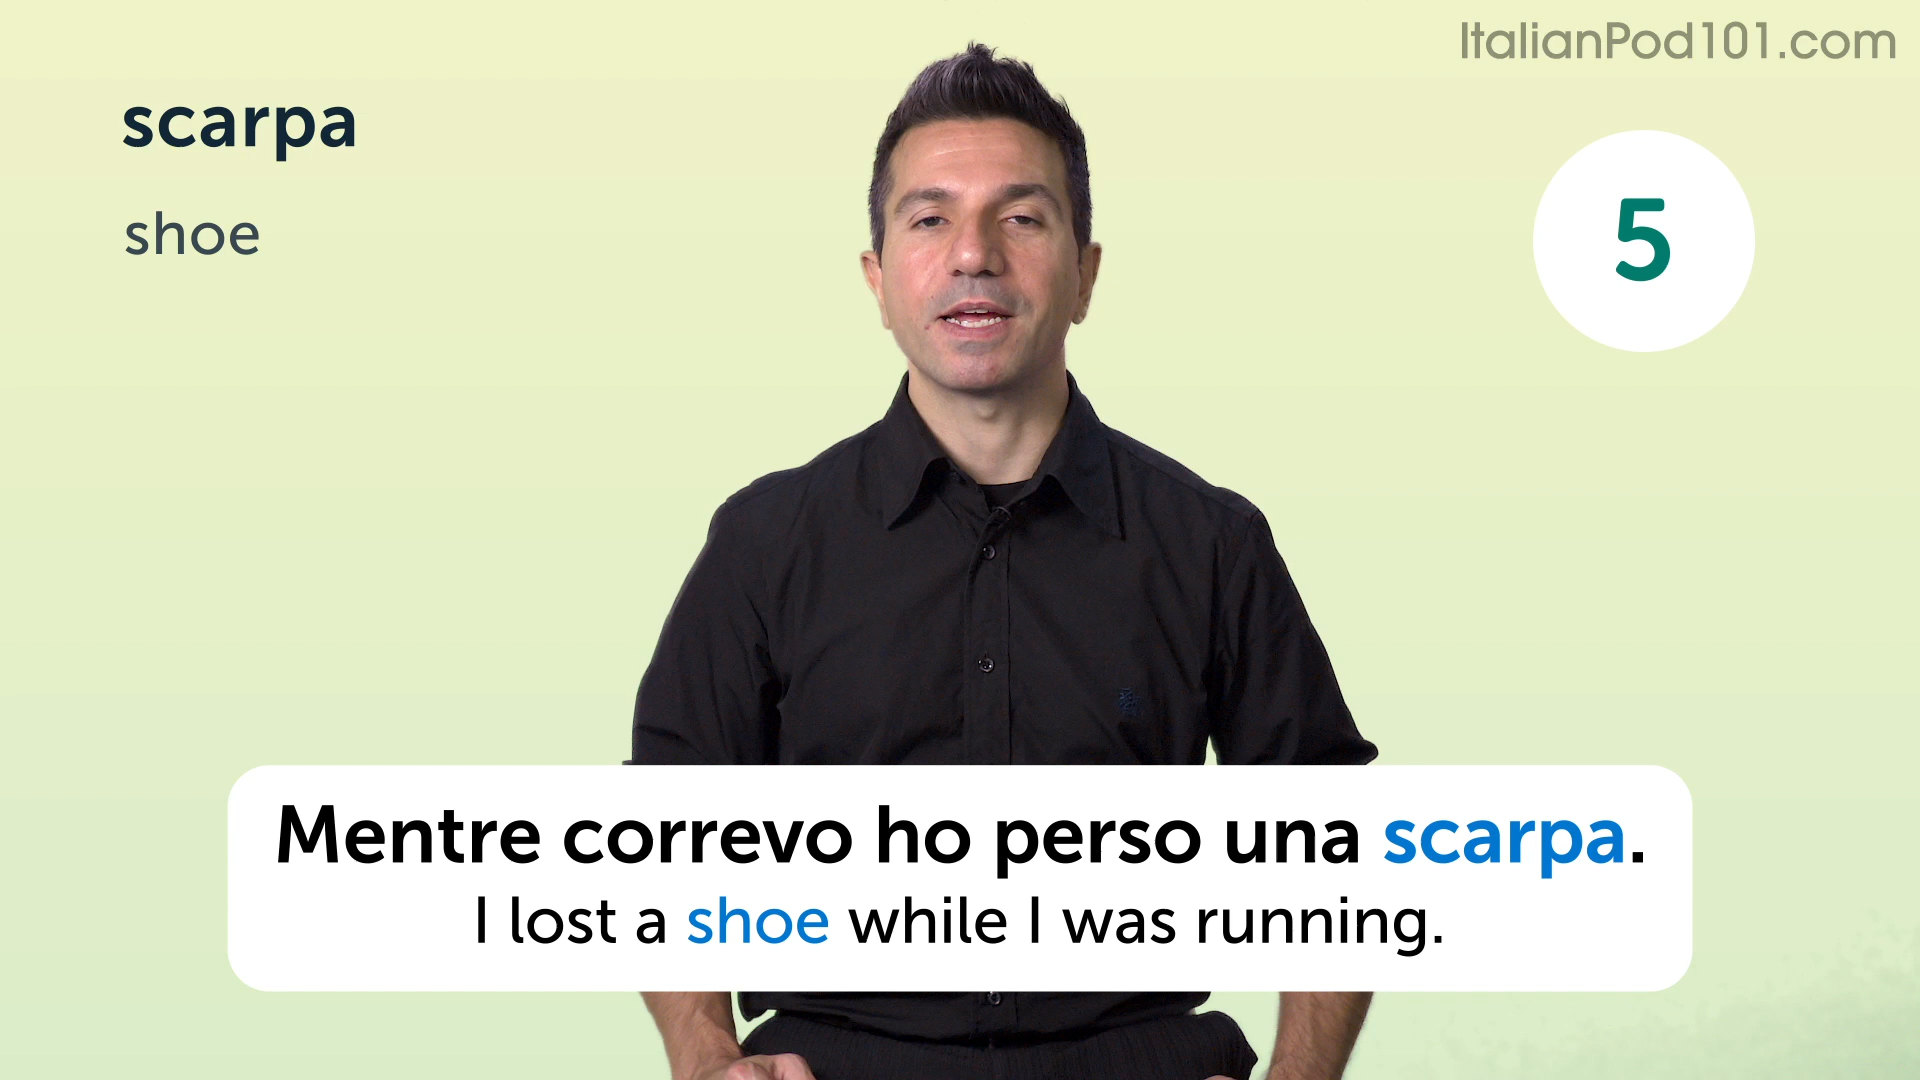 ItalianPod101.com
scarpa
shoe
5
Mentre correvo ho perso una scarpa.
I lost a shoe while I was running.